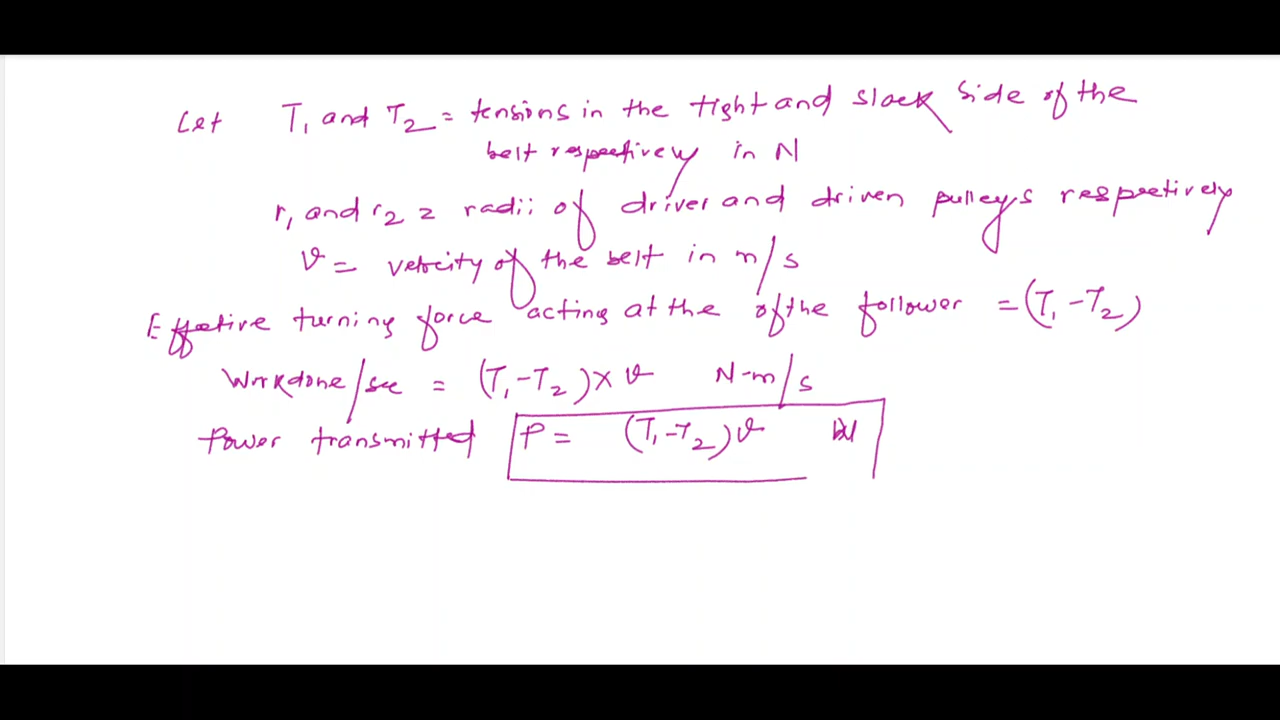 Let T₁ and T₂ = tensions in the tight and slack side of the
belt respectively in N
r₁ and r₂ = radii of driver and driven pulleys respectively
v = velocity of the belt in m/s
Effective turning force acting at the of the follower = (T₁ - T₂)
Workdone/sec = (T₁ - T₂) × v N-m/s
Power transmitted P = (T₁ - T₂) v W